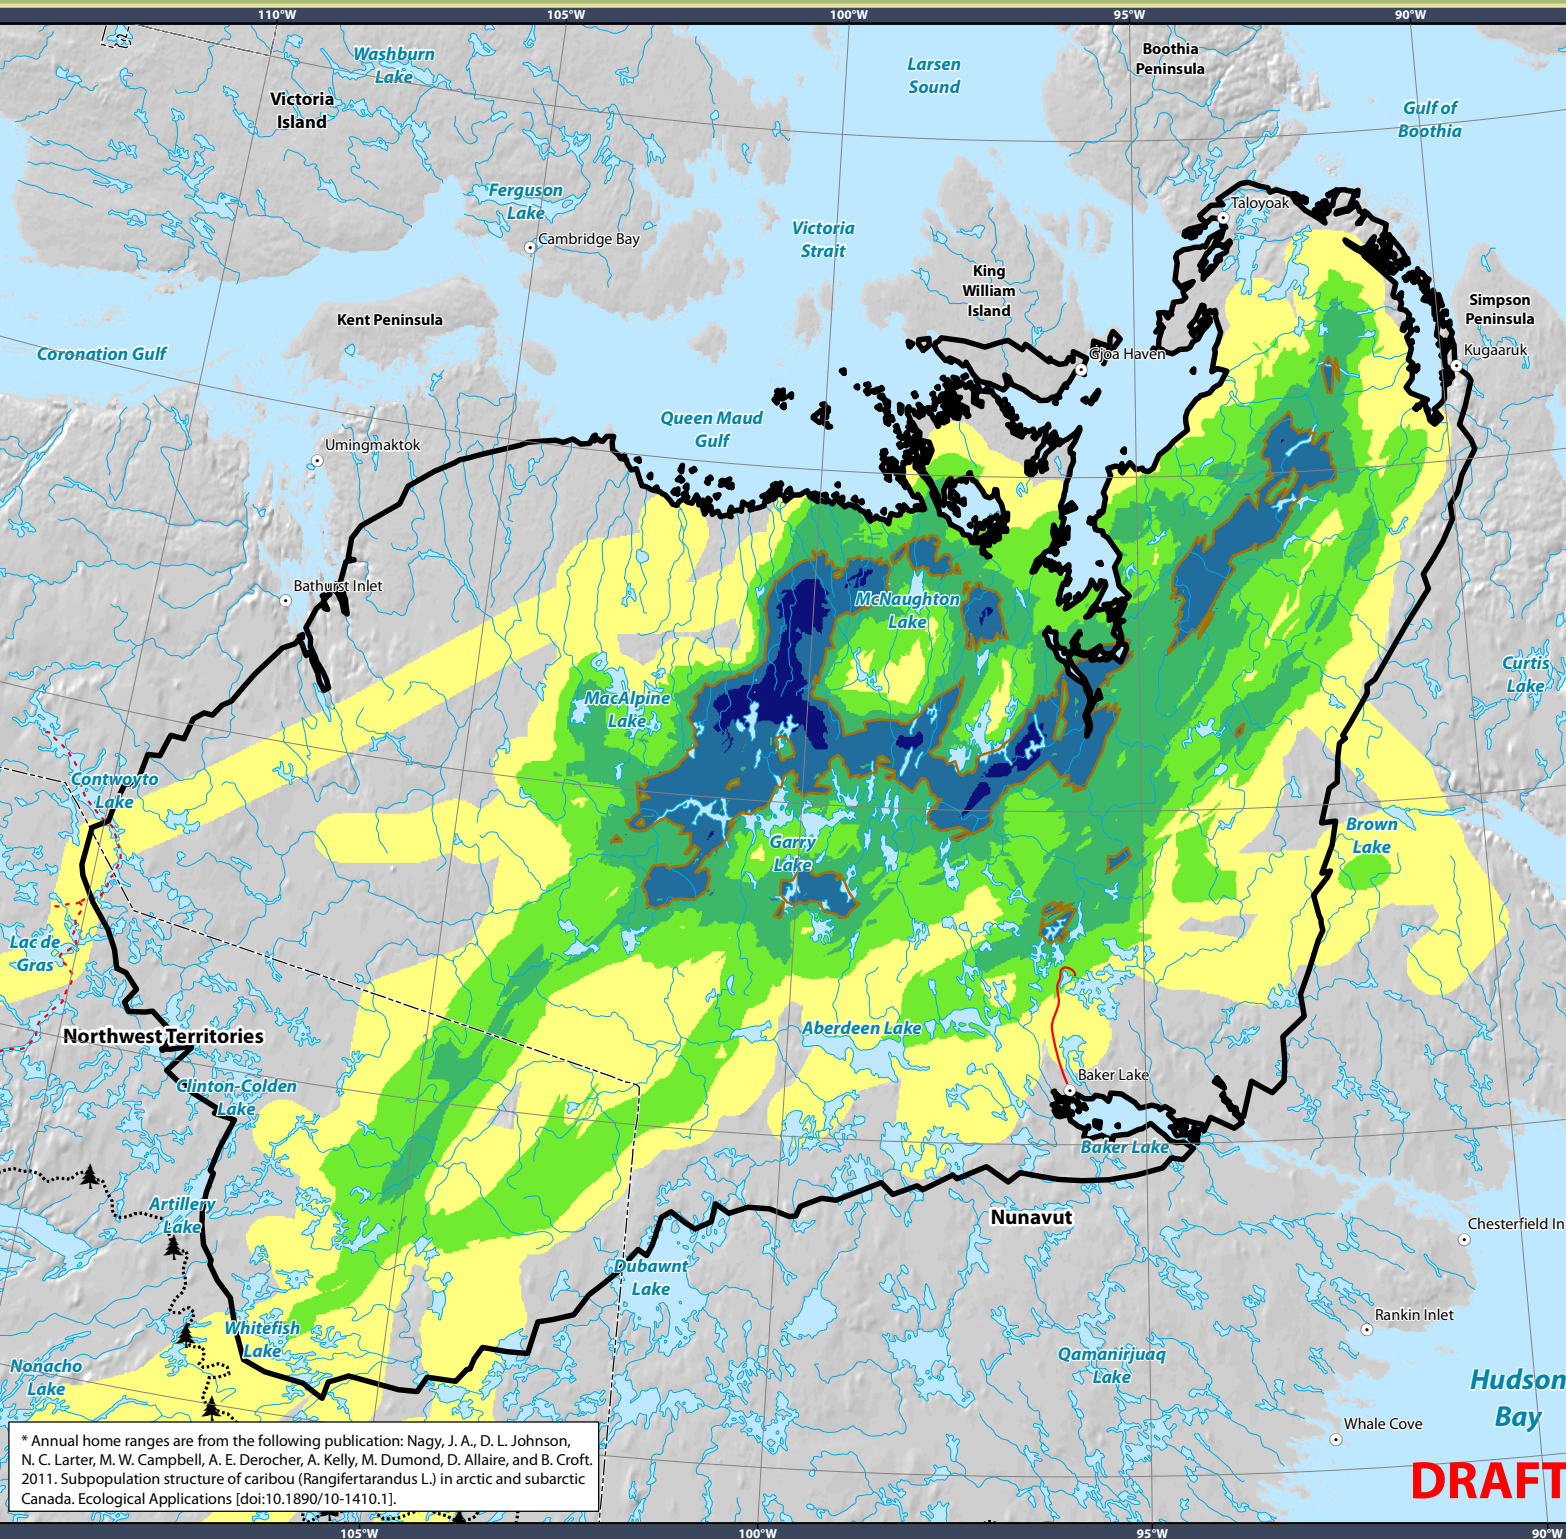 110°W 105°W 100°W 95°W 90°W
Washburn
Lake
Larsen
Sound
Boothia
Peninsula
Victoria
Island
Gulf of
Boothia
Ferguson
Lake
Taloyoak
Victoria
Strait
Cambridge Bay
King
William
Island
Simpson
Peninsula
Kent Peninsula
Coronation Gulf
Gjoa Haven
Kugaaruk
Queen Maud
Gulf
Umingmaktok
Bathurst Inlet
McNaughton
Lake
Curtis
Lake
MacAlpine
Lake
Contwoyto
Lake
Brown
Lake
Garry
Lake
Lac de
Gras
Northwest Territories
Aberdeen Lake
Baker Lake
Clinton-Colden
Lake
Baker Lake
Artillery
Lake
Nunavut
Chesterfield In
Dubawnt
Lake
Rankin Inlet
Whitefish
Lake
Nonacho
Lake
Qamanirjuaq
Lake
Hudson
Bay
Whale Cove
* Annual home ranges are from the following publication: Nagy, J. A., D. L. Johnson,
N. C. Larter, M. W. Campbell, A. E. Derocher, A. Kelly, M. Dumond, D. Allaire, and B. Croft.
2011. Subpopulation structure of caribou (Rangifertarandus L.) in arctic and subarctic
Canada. Ecological Applications [doi:10.1890/10-1410.1].
DRAFT
105°W 100°W 95°W 90°W